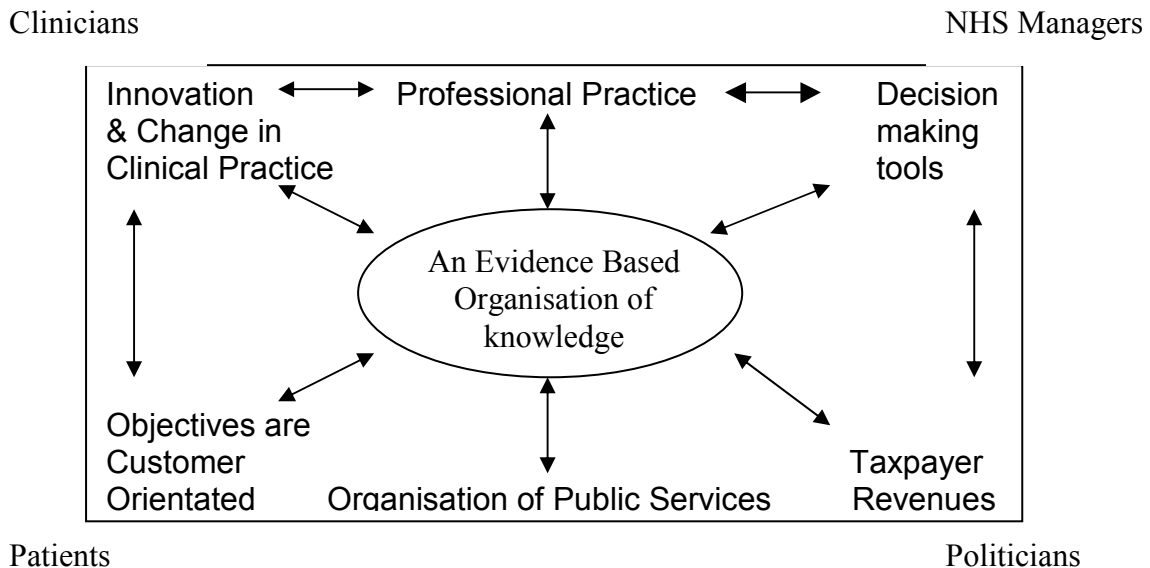 Clinicians
NHS Managers
Innovation
& Change in
Clinical Practice
Professional Practice
Decision
making
tools
An Evidence Based
Organisation of
knowledge
Objectives are
Customer
Orientated
Organisation of Public Services
Taxpayer
Revenues
Patients
Politicians